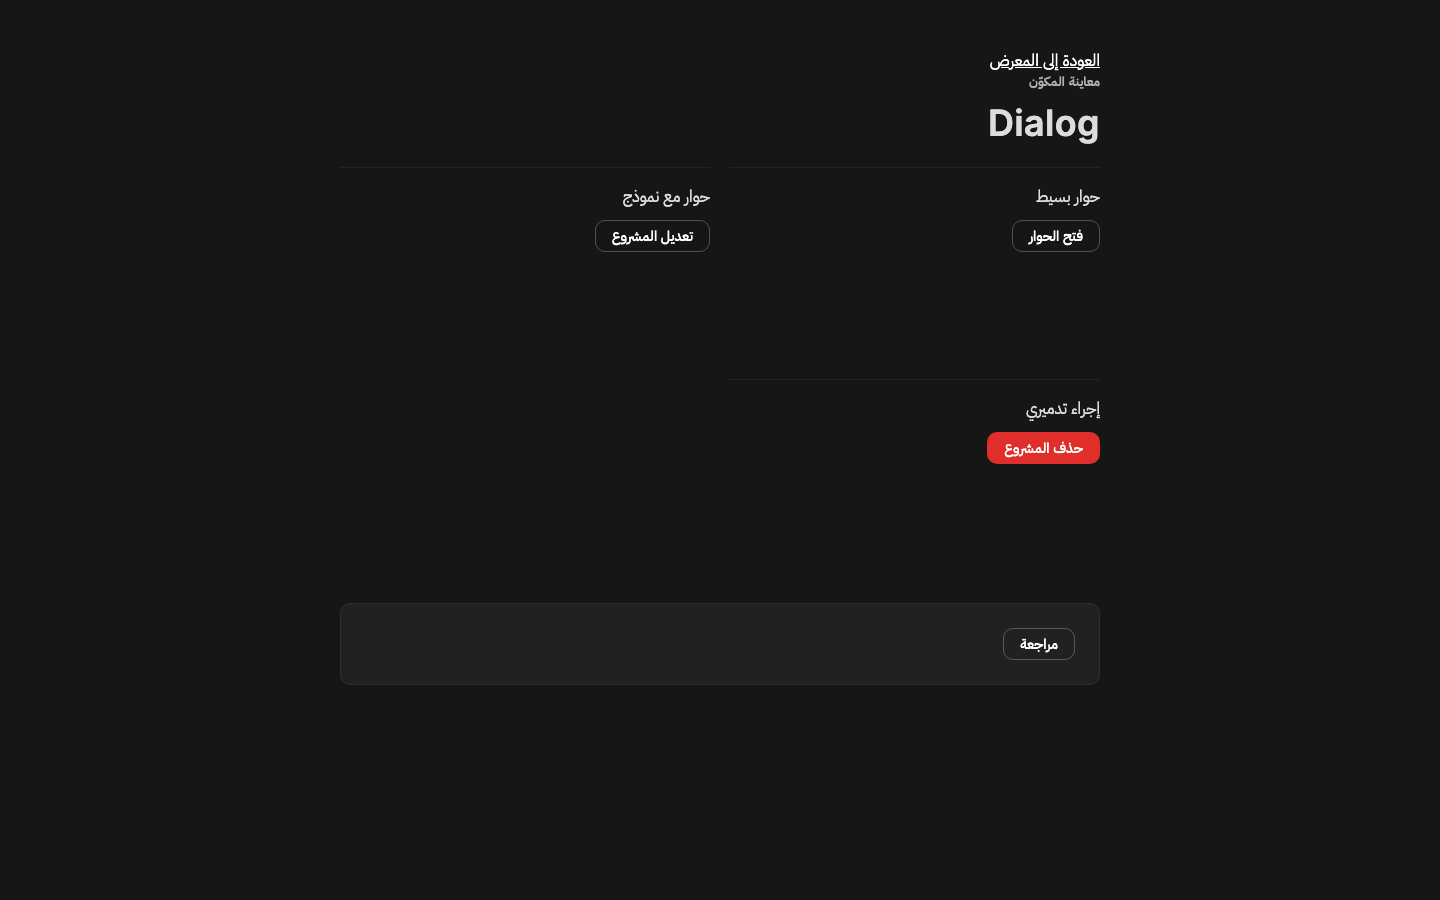 العودة إلى المعرض
معاينة المكوّن
Dialog
حوار بسيط
فتح الحوار
حوار مع نموذج
تعديل المشروع
إجراء تدميري
حذف المشروع
مراجعة